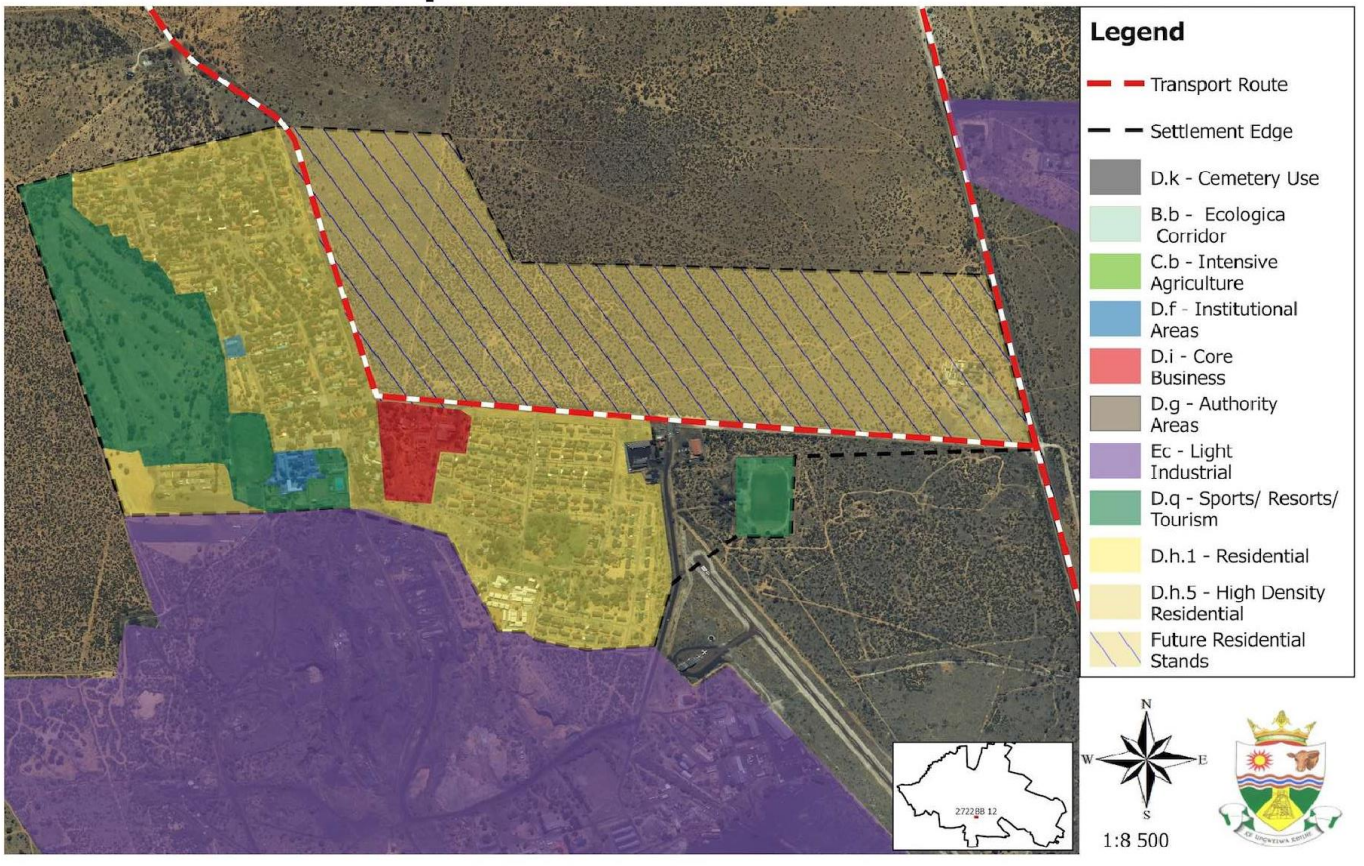 Legend
Transport Route
Settlement Edge
D.k - Cemetery Use
B.b - Ecologica
Corridor
C.b - Intensive
Agriculture
D.f - Institutional
Areas
D.i - Core
Business
D.g - Authority
Areas
Ec - Light
Industrial
D.q - Sports/ Resorts/
Tourism
D.h.1 - Residential
D.h.5 - High Density
Residential
Future Residential
Stands
N
W
E
S
1:8 500
2722BB 12